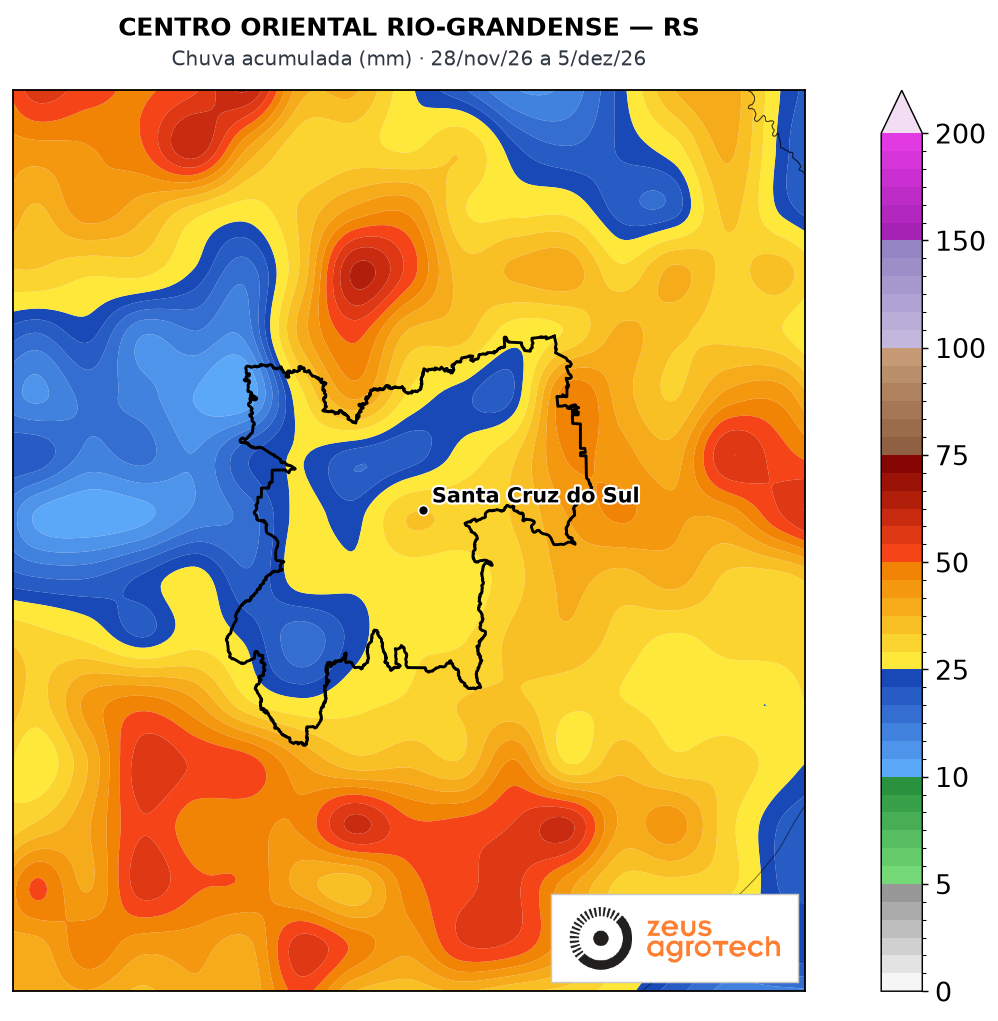 CENTRO ORIENTAL RIO-GRANDENSE — RS
Chuva acumulada (mm) · 28/nov/26 a 5/dez/26
200
150
100
75
50
25
10
5
0
Santa Cruz do Sul
zeus
agrotech